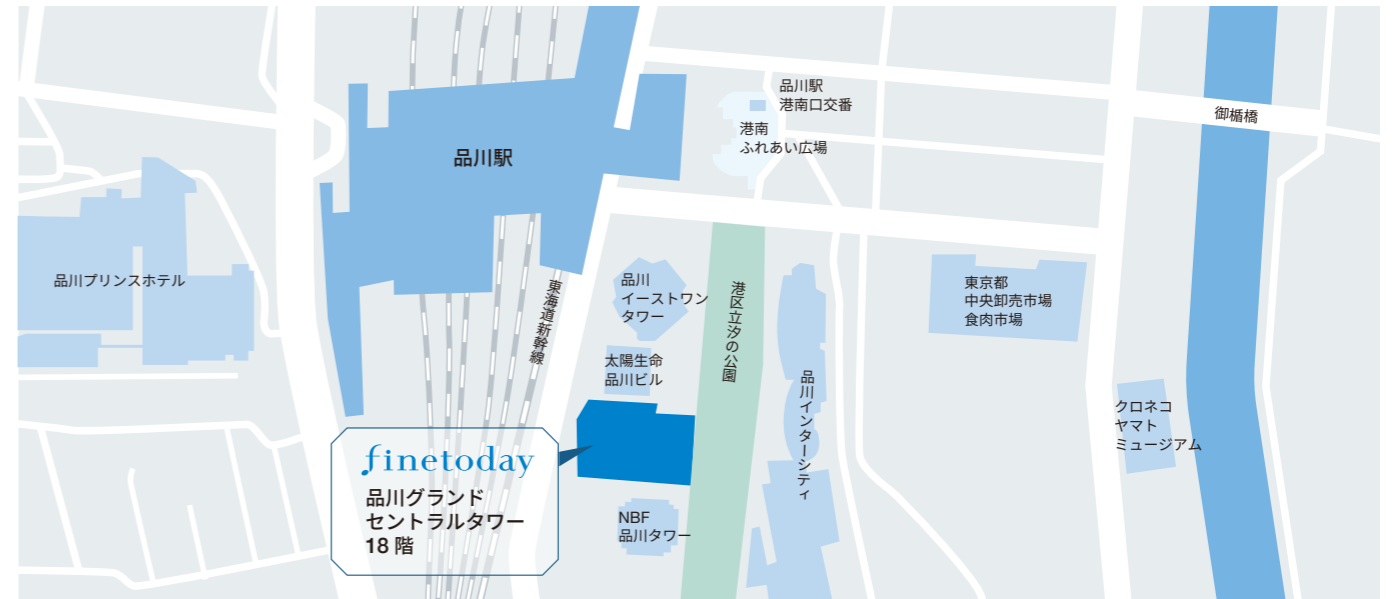 品川駅
港南口交番
港南
ふれあい広場
御楯橋
品川駅
品川プリンスホテル
東海道新幹線
品川
イーストワン
タワー
港区立汐の公園
東京都
中央卸売市場
食肉市場
太陽生命
品川ビル
品川インターシティ
クロネコ
ヤマト
ミュージアム
finetoday
品川グランド
セントラルタワー
18 階
NBF
品川タワー